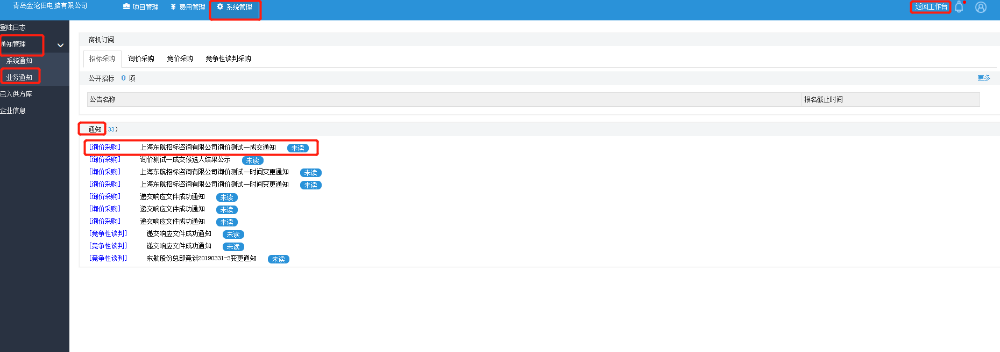 青岛金沧田电脑有限公司 项目管理 ¥ 费用管理 系统管理 返回工作台
登陆日志
通知管理
系统通知
业务通知
已入供方库
企业信息
商机订阅
招标采购 询价采购 竞价采购 竞争性谈判采购
公开招标 0 项 更多
公告名称 报名截止时间
通知 33）
[询价采购] 上海东航招标咨询有限公司询价测试一成交通知 未读
[询价采购] 询价测试一成交候选人结果公示 未读
[询价采购] 上海东航招标咨询有限公司询价测试一时间变更通知 未读
[询价采购] 上海东航招标咨询有限公司询价测试一时间变更通知 未读
[询价采购] 递交响应文件成功通知 未读
[询价采购] 递交响应文件成功通知 未读
[询价采购] 递交响应文件成功通知 未读
[竞争性谈判] 递交响应文件成功通知 未读
[竞争性谈判] 递交响应文件成功通知 未读
[竞争性谈判] 东航股份总部竞谈20190331-3变更通知 未读